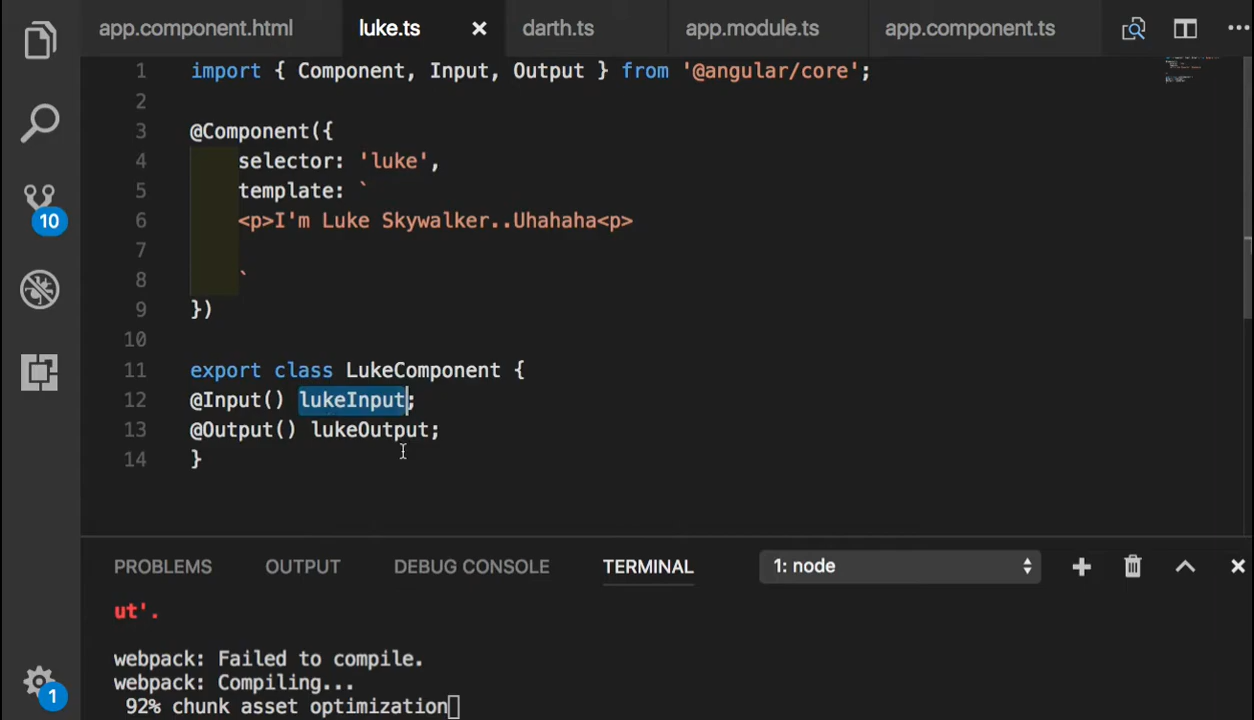 app.component.html luke.ts darth.ts app.module.ts app.component.ts
1 import { Component, Input, Output } from '@angular/core';
2
3 @Component({
4 selector: 'luke',
5 template: `
6 <p>I'm Luke Skywalker..Uhahaha<p>
7
8 `
9 })
10
11 export class LukeComponent {
12 @Input() lukeInput;
13 @Output() lukeOutput;
14 }
10
PROBLEMS OUTPUT DEBUG CONSOLE TERMINAL 1: node
ut'.
webpack: Failed to compile.
webpack: Compiling...
92% chunk asset optimization
1